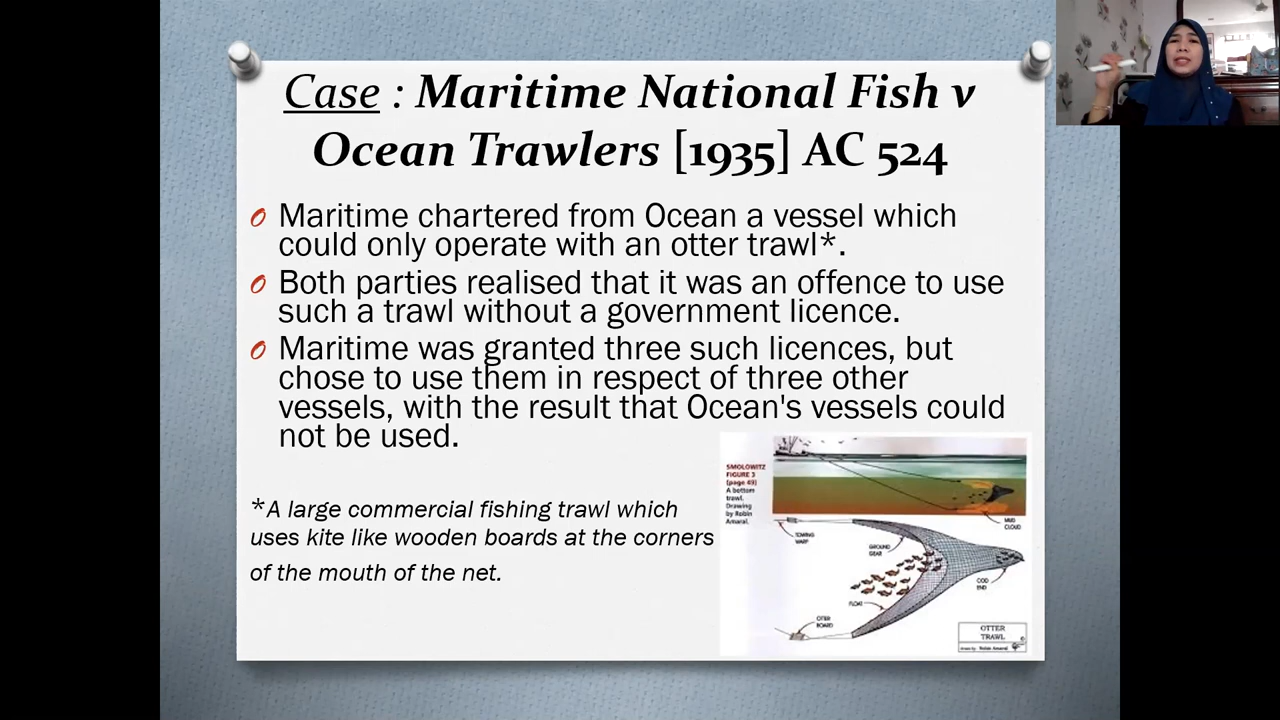 Case : Maritime National Fish v
Ocean Trawlers [1935] AC 524
O Maritime chartered from Ocean a vessel which
could only operate with an otter trawl*.
O Both parties realised that it was an offence to use
such a trawl without a government licence.
O Maritime was granted three such licences, but
chose to use them in respect of three other
vessels, with the result that Ocean's vessels could
not be used.
*A large commercial fishing trawl which
uses kite like wooden boards at the corners
of the mouth of the net.
SMOLOWITZ
FIGURE 3
(page 49)
A bottom
trawl.
Drawing
by Robin
Amaral.
MUD
CLOUD
TOWING
WARP
GROUND
GEAR
COD
END
FLOAT
OTTER
BOARD
OTTER
TRAWL
Robin Amaral